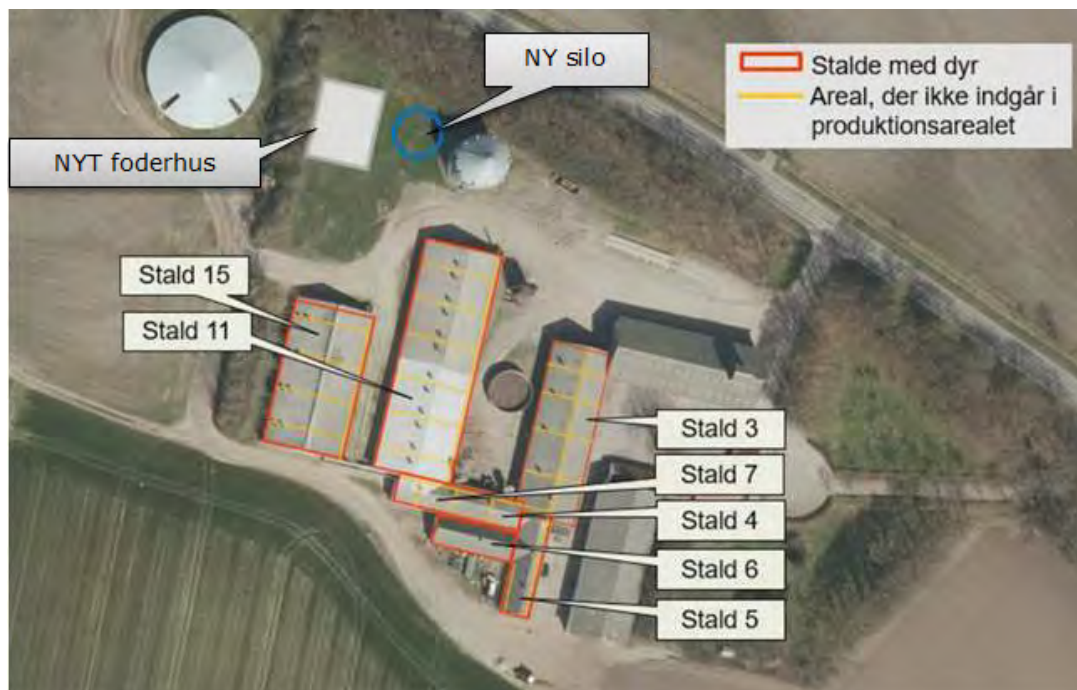 NY silo
NYT foderhus
Stalde med dyr
Areal, der ikke indgår i
produktionsarealet
Stald 15
Stald 11
Stald 3
Stald 7
Stald 4
Stald 6
Stald 5